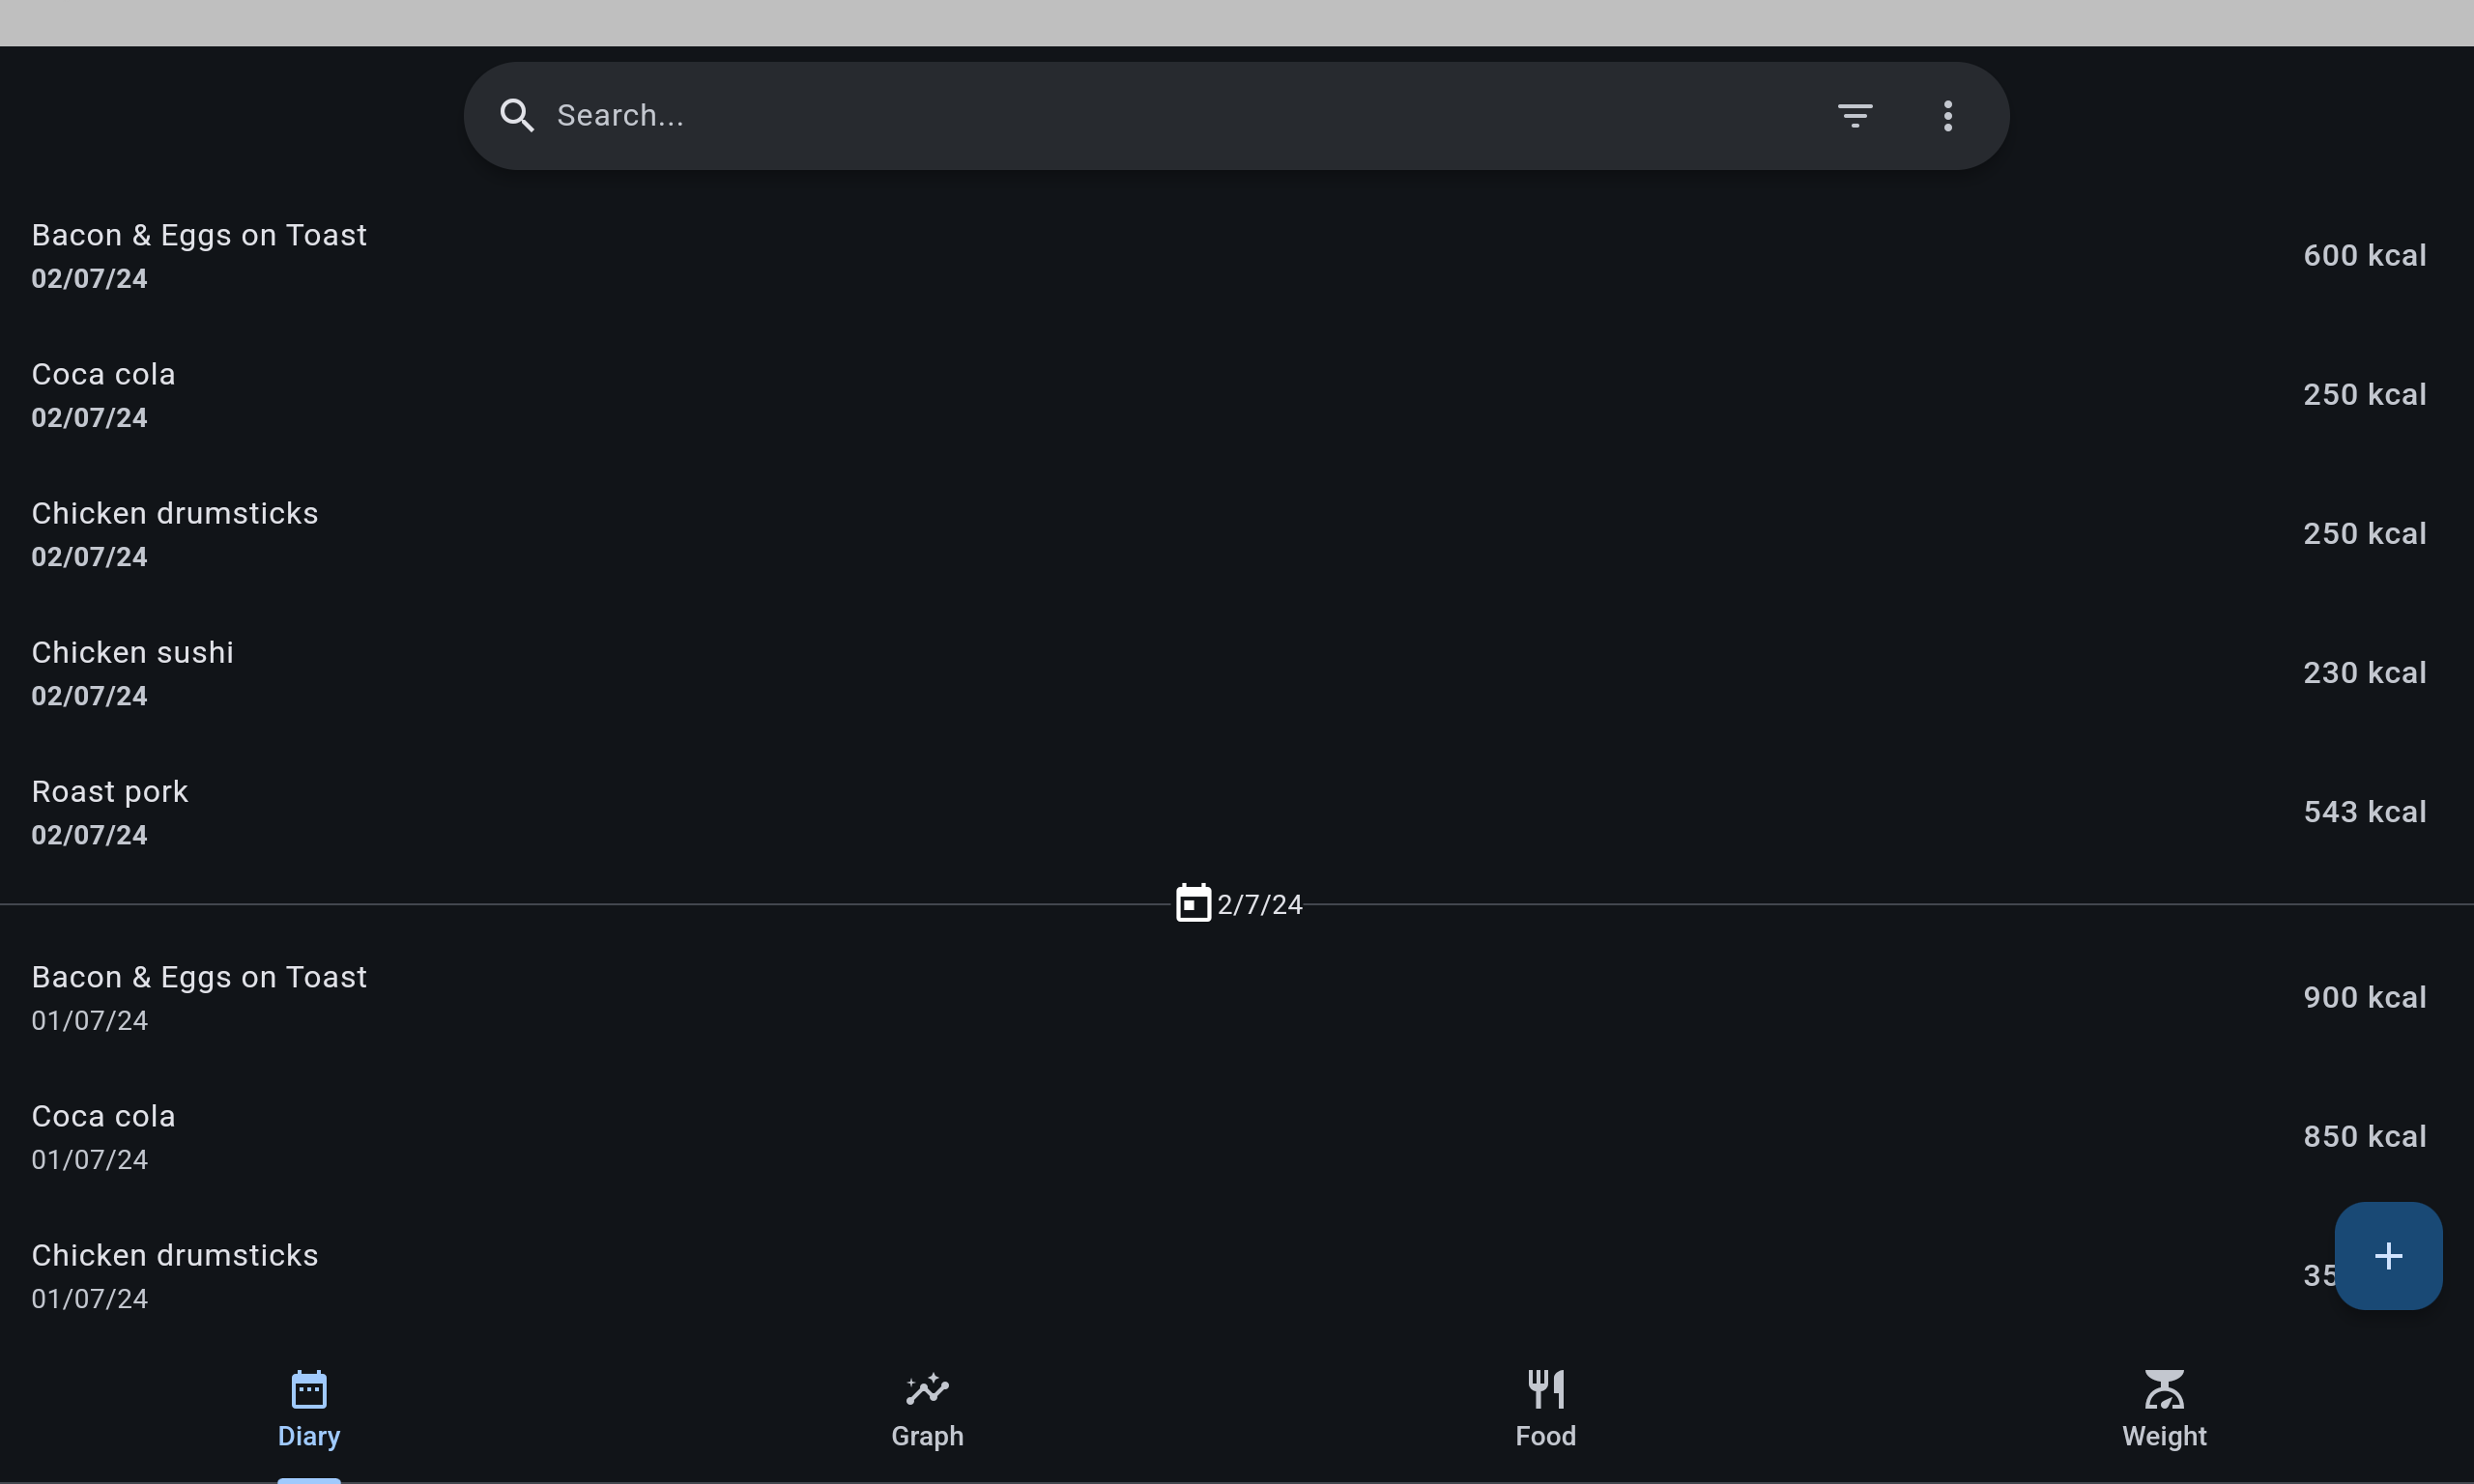 Search...
Bacon & Eggs on Toast
02/07/24
600 kcal
Coca cola
02/07/24
250 kcal
Chicken drumsticks
02/07/24
250 kcal
Chicken sushi
02/07/24
230 kcal
Roast pork
02/07/24
543 kcal
2/7/24
Bacon & Eggs on Toast
01/07/24
900 kcal
Coca cola
01/07/24
850 kcal
Chicken drumsticks
01/07/24
Diary
Graph
Food
Weight